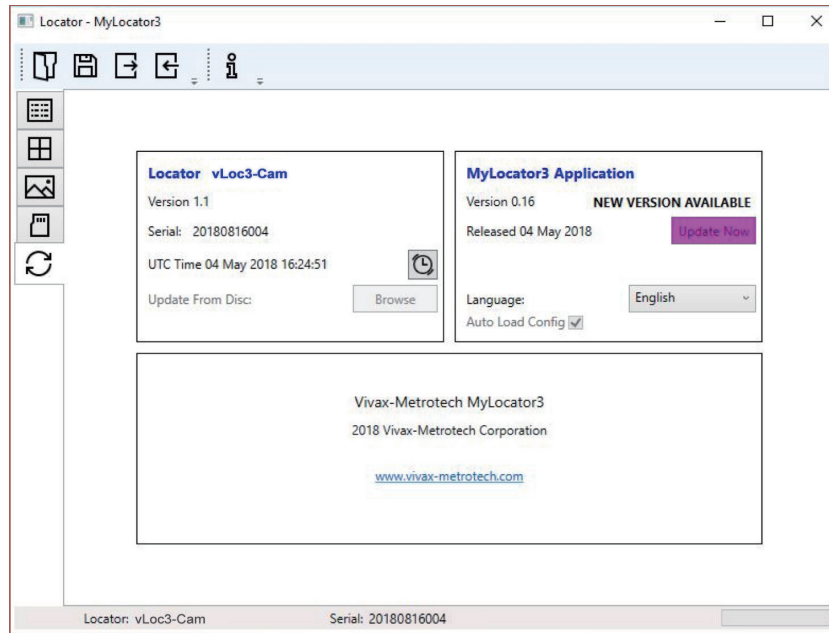 Locator - MyLocator3
Locator vLoc3-Cam
Version 1.1
Serial: 20180816004
UTC Time 04 May 2018 16:24:51
Update From Disc: Browse
MyLocator3 Application
Version 0.16 NEW VERSION AVAILABLE
Released 04 May 2018 Update Now
Language: English
Auto Load Config
Vivax-Metrotech MyLocator3
2018 Vivax-Metrotech Corporation
www.vivax-metrotech.com
Locator: vLoc3-Cam Serial: 20180816004